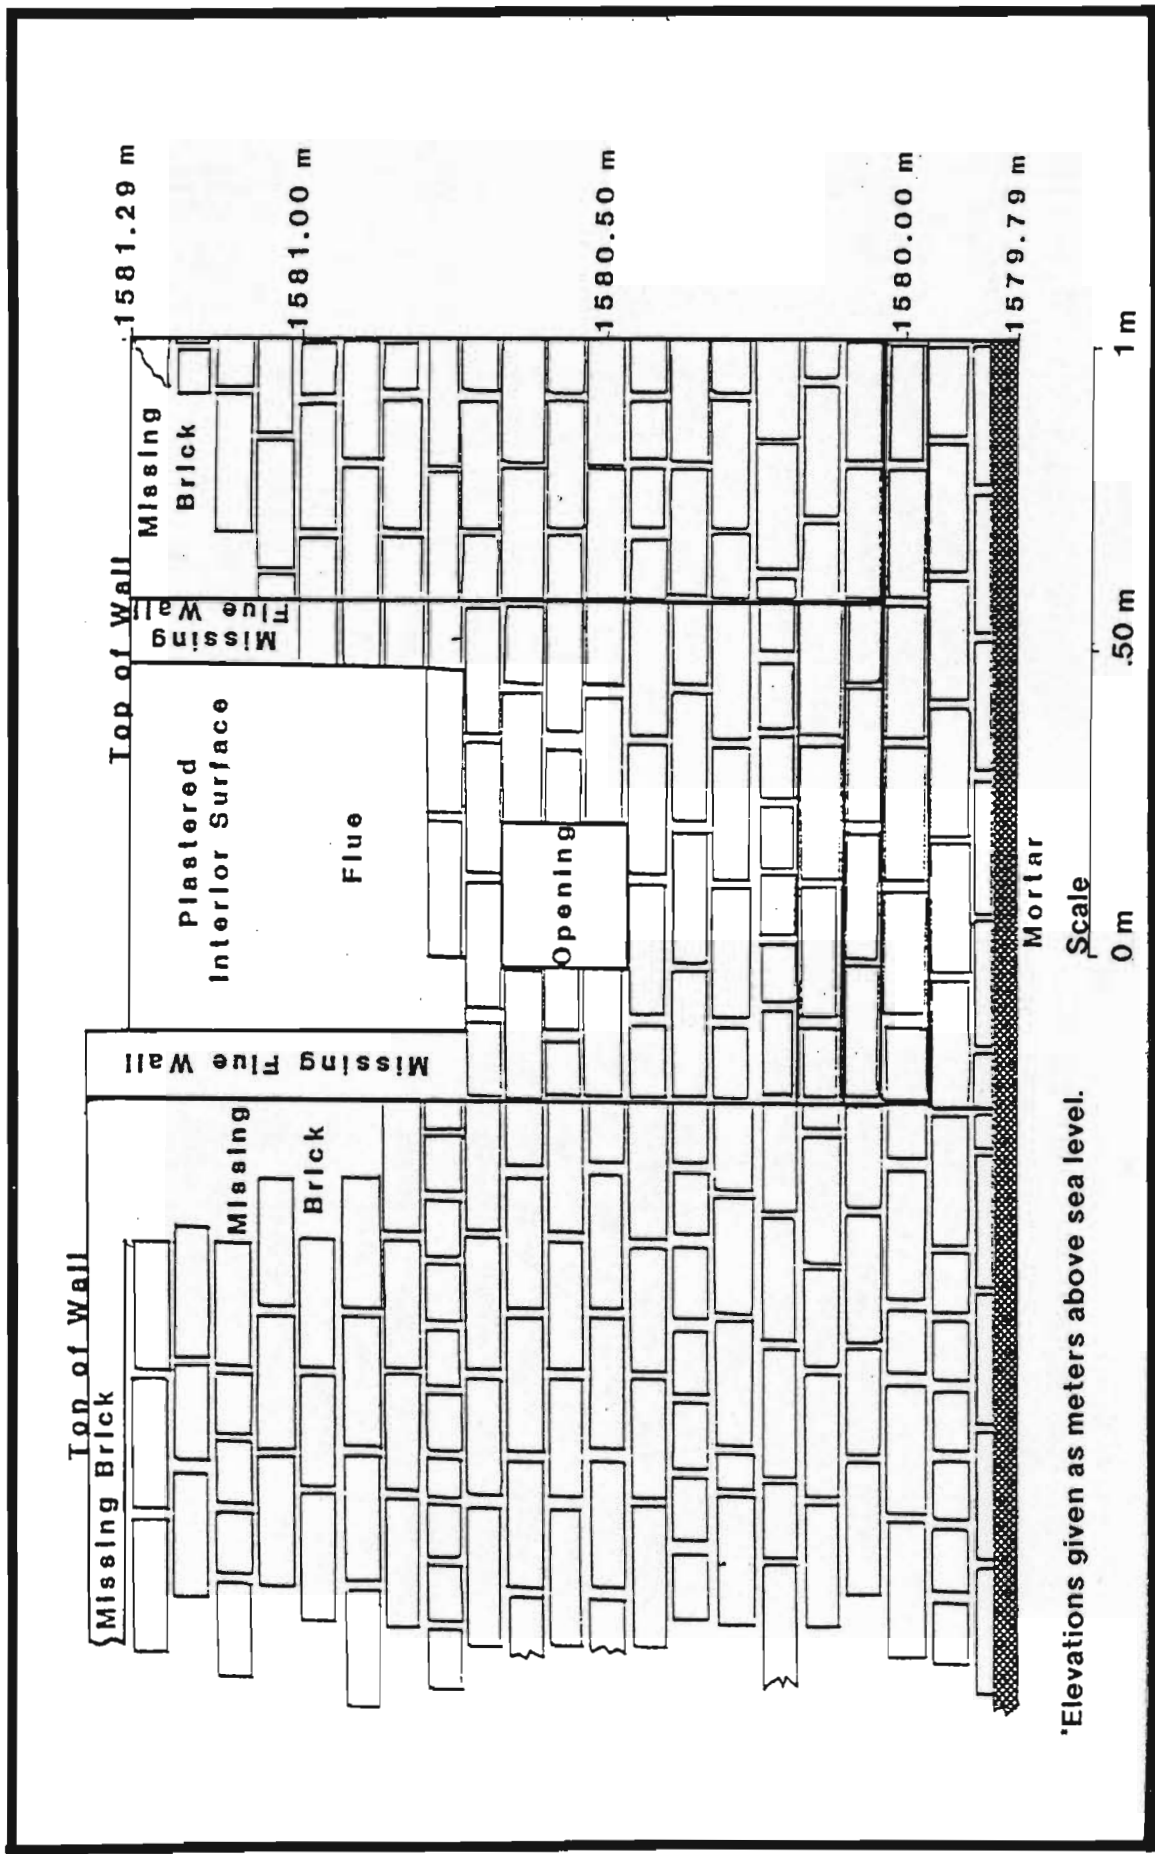 Top of Wall
Missing Brick
Missing
Brick
Missing Flue Wall
Plastered
Interior Surface
Flue
Opening
Top of Wall
Missing
Flue Wall
Missing
Brick
1581.29 m
1581.00 m
1580.50 m
1580.00 m
1579.79 m
Mortar
Scale
0 m
.50 m
1 m
*Elevations given as meters above sea level.